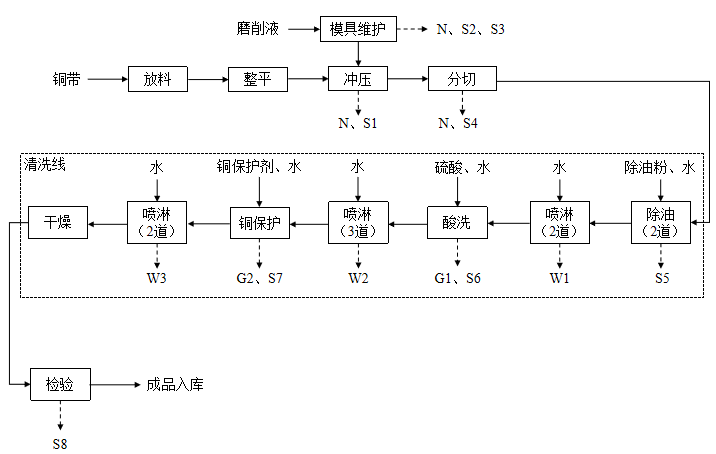 磨削液
模具维护
N、S2、S3
铜带
放料
整平
冲压
分切
N、S1
N、S4
清洗线
水
铜保护剂、水
水
硫酸、水
水
除油粉、水
干燥
喷淋
（2道）
铜保护
喷淋
（3道）
酸洗
喷淋
（2道）
除油
（2道）
W3
G2、S7
W2
G1、S6
W1
S5
检验
成品入库
S8